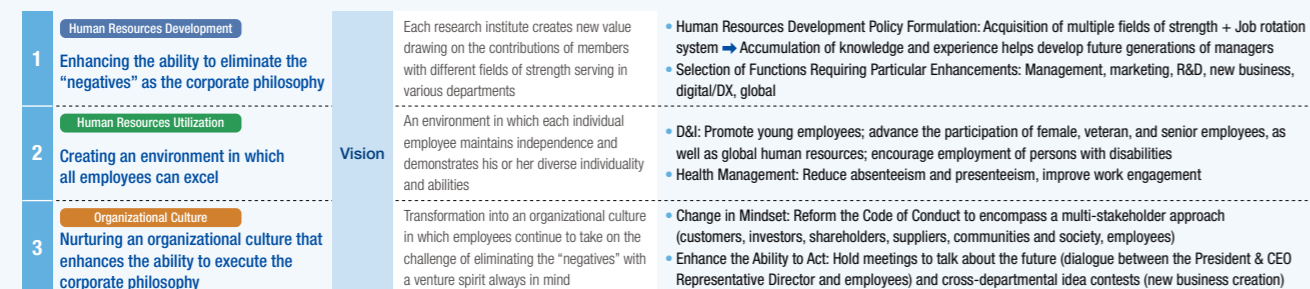 1
Human Resources Development
Enhancing the ability to eliminate the
“negatives” as the corporate philosophy
Vision
Each research institute creates new value
drawing on the contributions of members
with different fields of strength serving in
various departments
• Human Resources Development Policy Formulation: Acquisition of multiple fields of strength + Job rotation
system ➡ Accumulation of knowledge and experience helps develop future generations of managers
• Selection of Functions Requiring Particular Enhancements: Management, marketing, R&D, new business,
digital/DX, global
2
Human Resources Utilization
Creating an environment in which
all employees can excel
An environment in which each individual
employee maintains independence and
demonstrates his or her diverse individuality
and abilities
• D&I: Promote young employees; advance the participation of female, veteran, and senior employees, as
well as global human resources; encourage employment of persons with disabilities
• Health Management: Reduce absenteeism and presenteeism, improve work engagement
3
Organizational Culture
Nurturing an organizational culture that
enhances the ability to execute the
corporate philosophy
Transformation into an organizational culture
in which employees continue to take on the
challenge of eliminating the “negatives” with
a venture spirit always in mind
• Change in Mindset: Reform the Code of Conduct to encompass a multi-stakeholder approach
(customers, investors, shareholders, suppliers, communities and society, employees)
• Enhance the Ability to Act: Hold meetings to talk about the future (dialogue between the President & CEO
Representative Director and employees) and cross-departmental idea contests (new business creation)